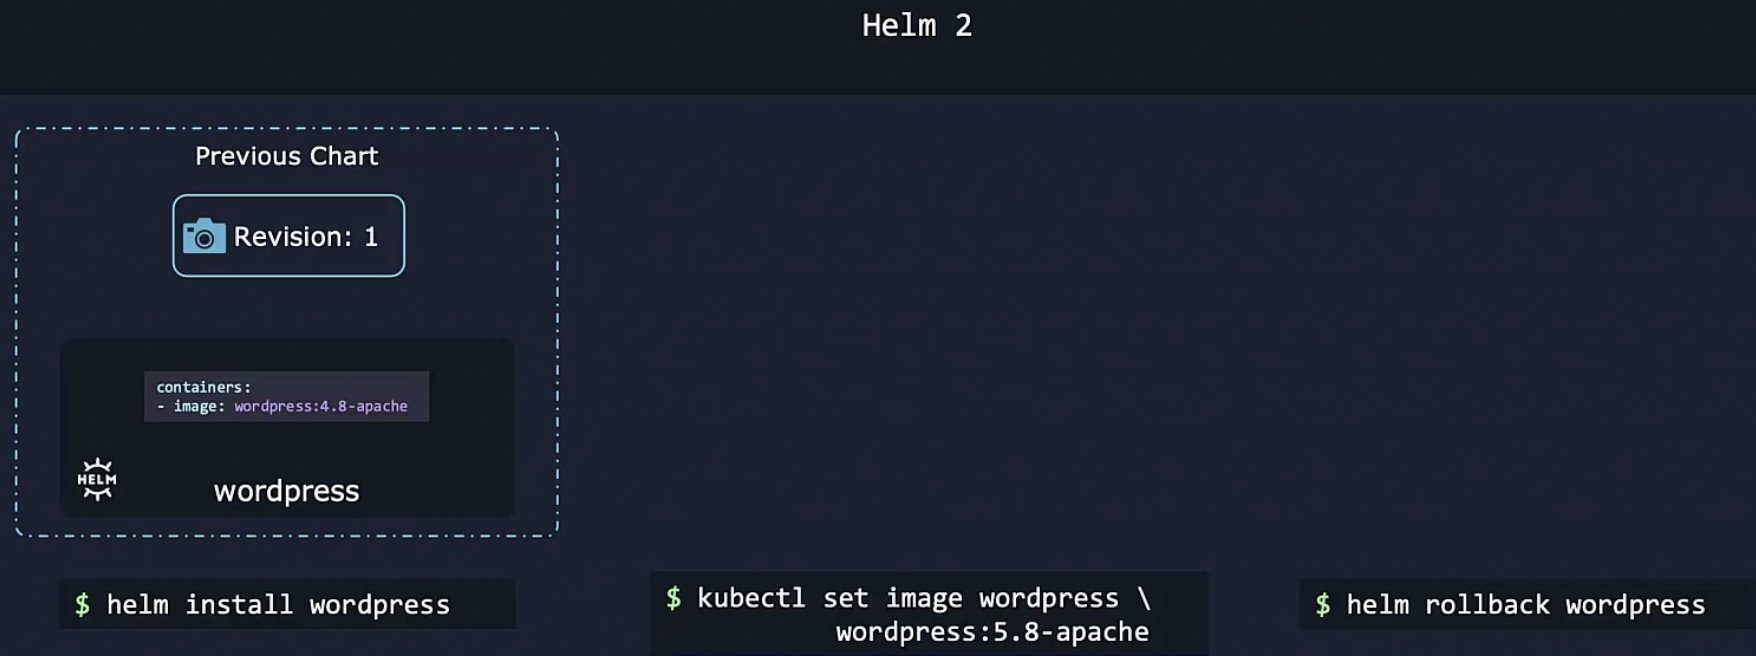 Helm 2
Previous Chart
Revision: 1
containers:
- image: wordpress:4.8-apache
HELM
wordpress
$ helm install wordpress
$ kubectl set image wordpress \
wordpress:5.8-apache
$ helm rollback wordpress